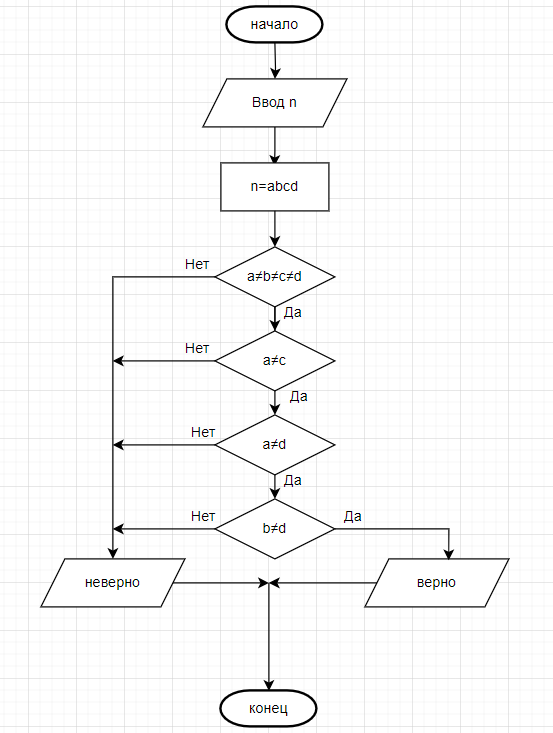 начало
Ввод n
n=abcd
Нет
a≠b≠c≠d
Да
Нет
a≠c
Да
Нет
a≠d
Да
Нет
b≠d
Да
неверно
верно
конец